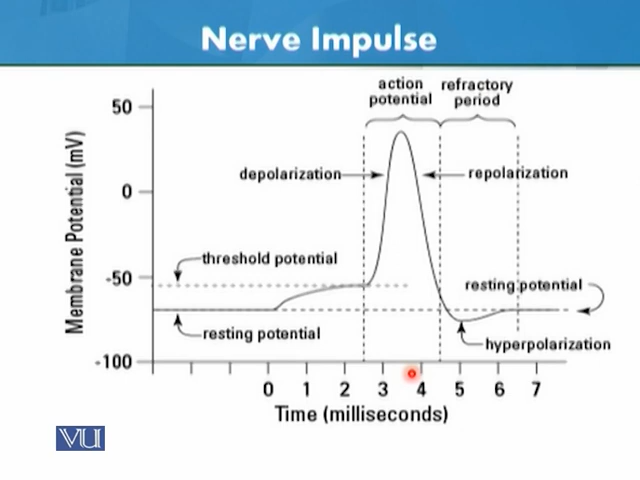 Nerve Impulse
action refractory
potential period
50
depolarization
repolarization
0
Membrane Potential (mV)
threshold potential
-50
resting potential
resting potential
hyperpolarization
-100
0 1 2 3 4 5 6 7
Time (milliseconds)
VU